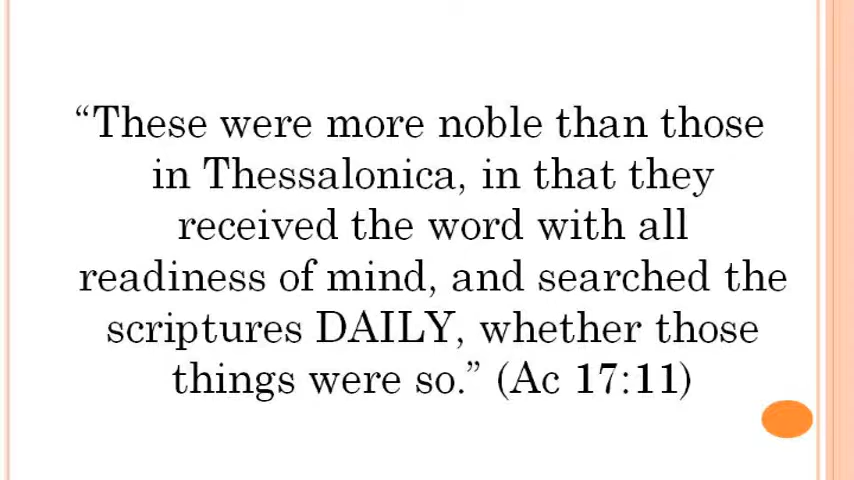 “These were more noble than those
in Thessalonica, in that they
received the word with all
readiness of mind, and searched the
scriptures DAILY, whether those
things were so.” (Ac 17:11)